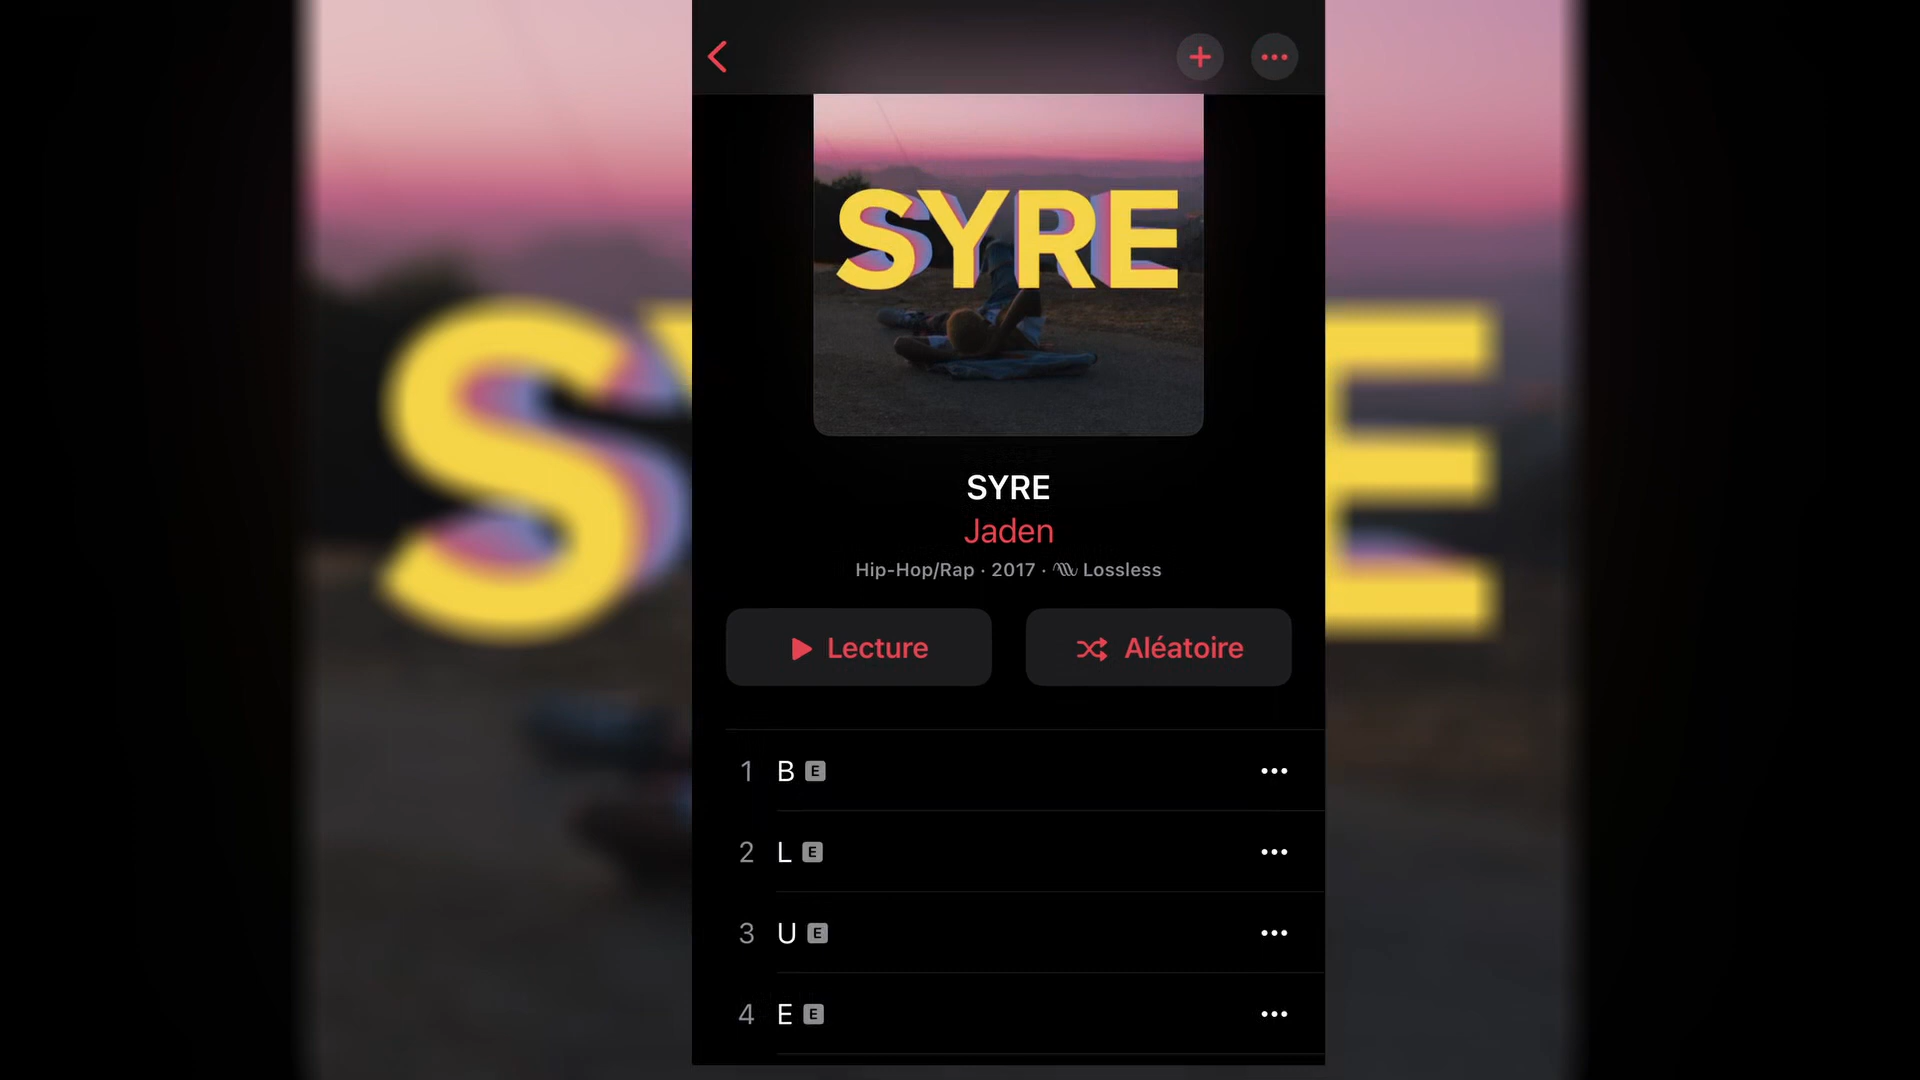 SYRE
SYRE
Jaden
Hip-Hop/Rap · 2017 · Lossless
Lecture
Aléatoire
1 B E
2 L E
3 U E
4 E E